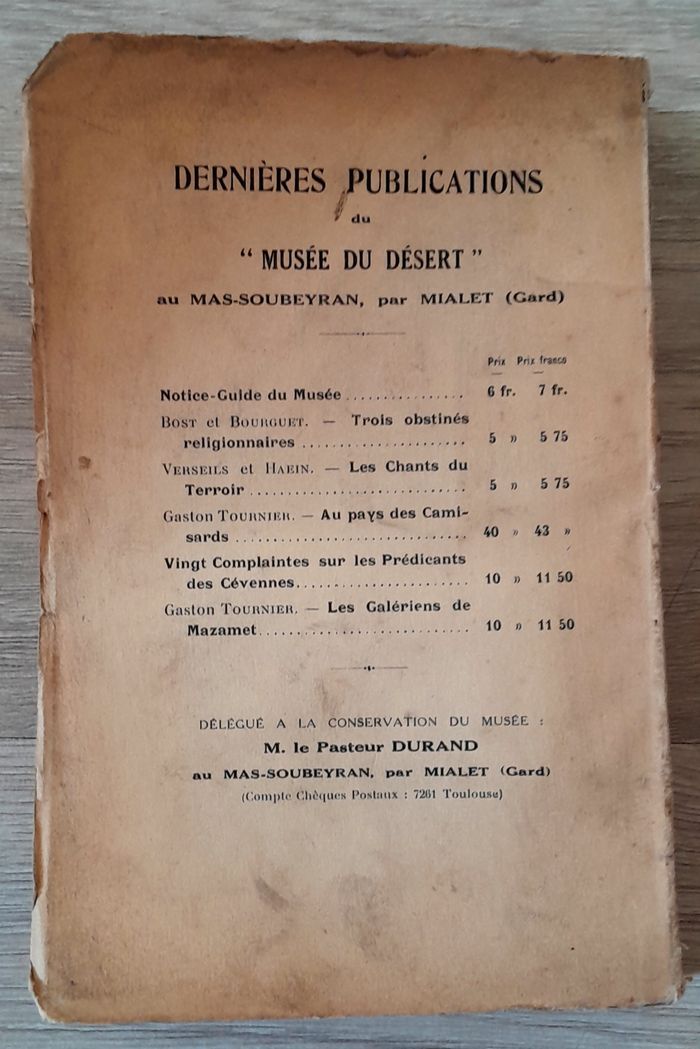 DERNIÈRES PUBLICATIONS
du
“ MUSÉE DU DÉSERT ”
au MAS-SOUBEYRAN, par MIALET (Gard)
Prix Prix franco
Notice-Guide du Musée ................ 6 fr. 7 fr.
BOST et BOURGUET. — Trois obstinés
religionnaires ...................... 5 » 5 75
VERSEILS et HAEIN. — Les Chants du
Terroir ............................. 5 » 5 75
Gaston TOURNIER. — Au pays des Cami-
sards ............................... 40 » 43 »
Vingt Complaintes sur les Prédicants
des Cévennes....................... 10 » 11 50
Gaston TOURNIER. — Les Galériens de
Mazamet............................ 10 » 11 50
DÉLÉGUÉ A LA CONSERVATION DU MUSÉE :
M. le Pasteur DURAND
au MAS-SOUBEYRAN, par MIALET (Gard)
(Compte Chèques Postaux : 7261 Toulouse)